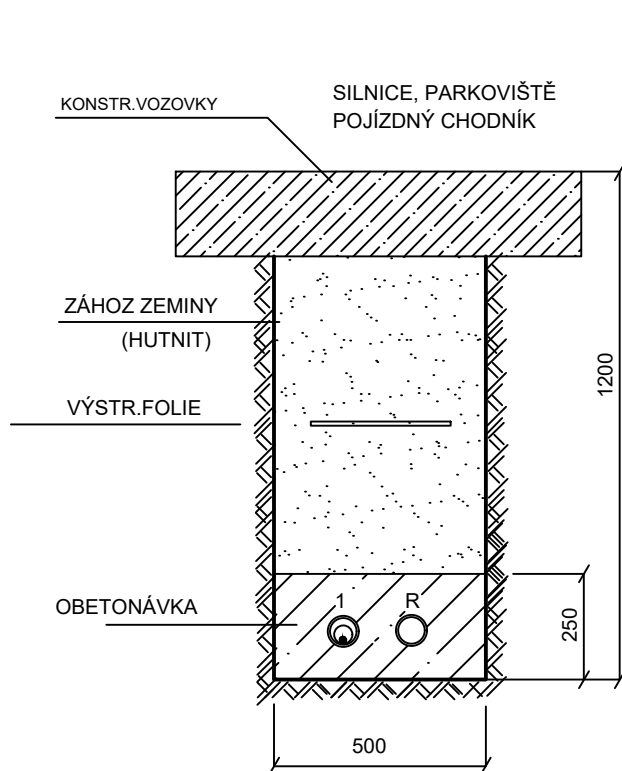 KONSTR.VOZOVKY
SILNICE, PARKOVIŠTĚ
POJÍZDNÝ CHODNÍK
ZÁHOZ ZEMINY
(HUTNIT)
1200
VÝSTR.FOLIE
OBETONÁVKA
1
R
250
500